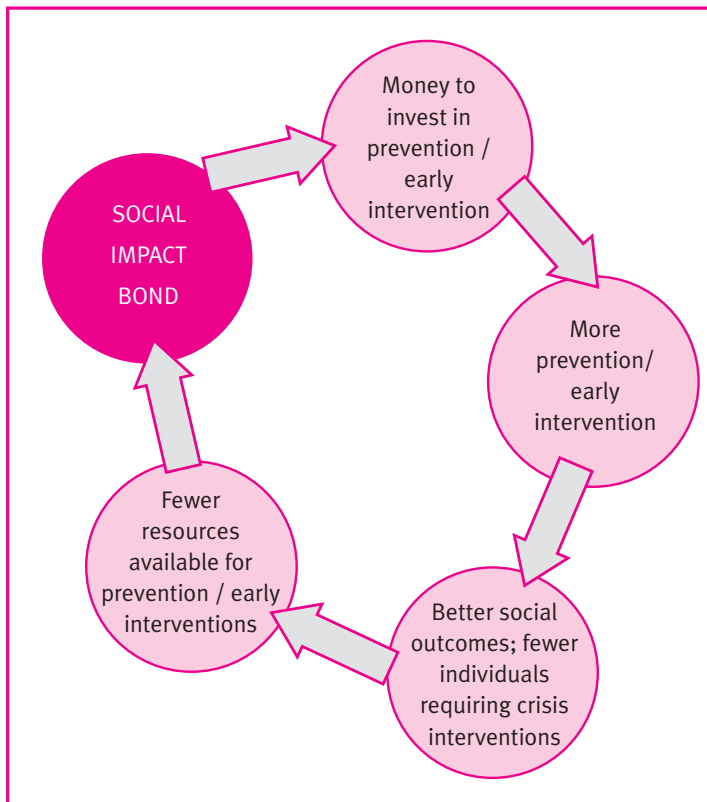 SOCIAL
IMPACT
BOND
Money to
invest in
prevention /
early
intervention
More
prevention/
early
intervention
Better social
outcomes; fewer
individuals
requiring crisis
interventions
Fewer
resources
available for
prevention / early
interventions